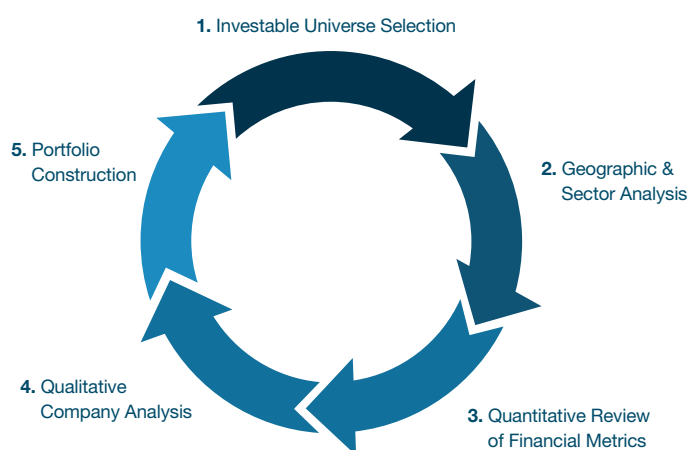 1. Investable Universe Selection
2. Geographic &
Sector Analysis
3. Quantitative Review
of Financial Metrics
4. Qualitative
Company Analysis
5. Portfolio
Construction